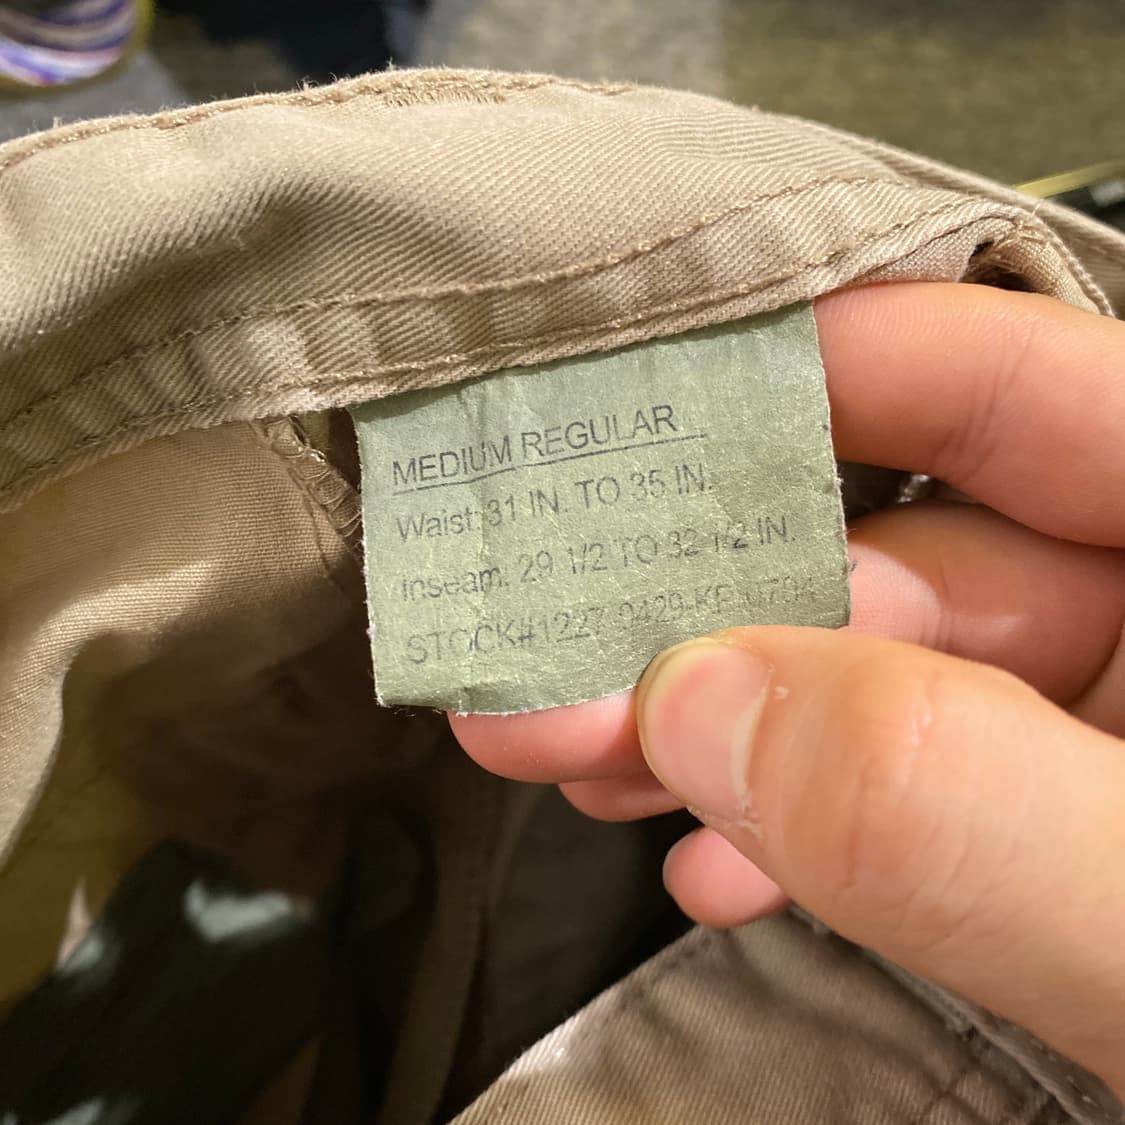 MEDIUM REGULAR
Waist: 31 IN. TO 35 IN.
Inseam: 29 1/2 TO 32 1/2 IN.
STOCK#1227-9429-KP